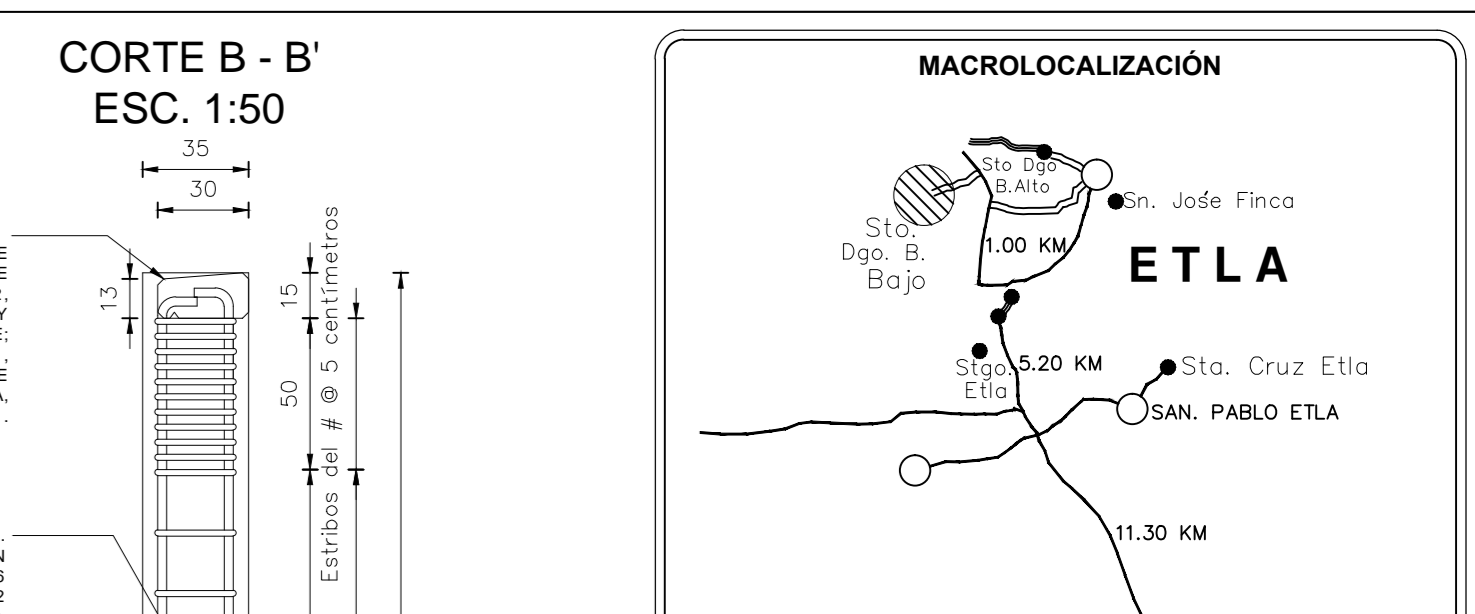 CORTE B - B'
ESC. 1:50
35
30
13
15
50
Estribos del # @ 5 centímetros
MACROLOCALIZACIÓN
Sto Dgo
B.Alto
Sn. José Finca
Sto.
Dgo. B.
Bajo
1.00 KM
ETLA
Stgo.
Etla
5.20 KM
Sta. Cruz Etla
SAN. PABLO ETLA
11.30 KM